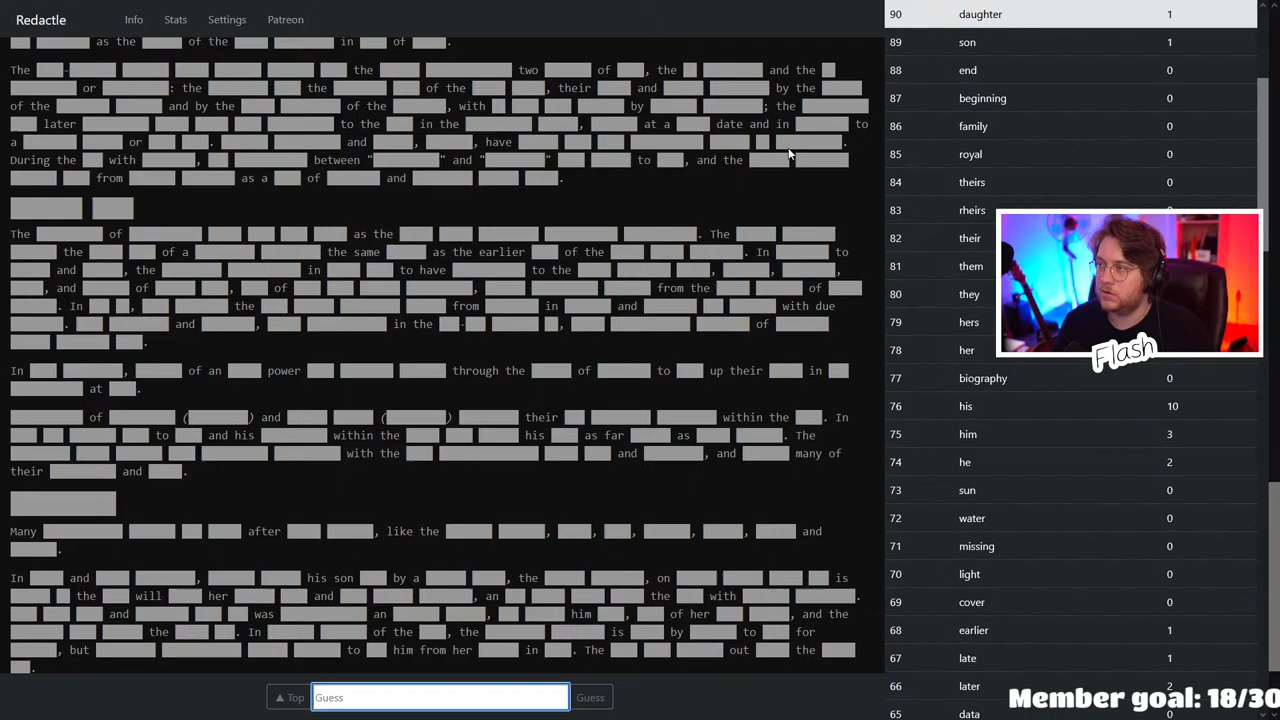 Redactle Info Stats Settings Patreon
as the of the in of .
The - the two of , the and the
or : the the of the , their and by the
of the and by the of the , with by ; the
later to the in the , at a date and in to
a or . and , have .
During the with , between " " and " " to , and the
from as a of and .
The of as the . The
the of a the same as the earlier of the . In to
and , the in to have to the , , ,
, and of , of , from the of
. In , the from in and with due
. and , in the - , of
.
In , of an power through the of to up their in
at .
of ( ) and ( ) their within the . In
to and his within the his as far as . The
with the and , and many of
their and .
Many after , like the , , , , , and
.
In and , his son by a , the , on is
the will her and , an the with .
and was an , him , of her , and the
the . In of the , the is by to for
, but to him from her in . The out the
.
▲ Top Guess Guess
90 daughter 1
89 son 1
88 end 0
87 beginning 0
86 family 0
85 royal 0
84 theirs 0
83 rheirs
82 their
81 them
80 they
79 hers
78 her
77 biography 0
76 his 10
75 him 3
74 he 2
73 sun 0
72 water 0
71 missing 0
70 light 0
69 cover 0
68 earlier 1
67 late 1
66 later 2
65 data 0
Flash
Member goal: 18/30